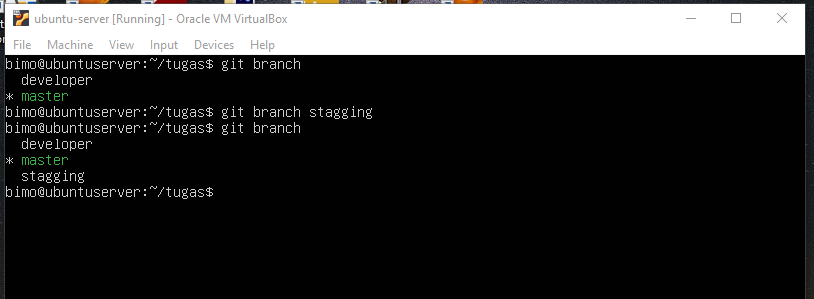 ubuntu-server [Running] - Oracle VM VirtualBox
File Machine View Input Devices Help
bimo@ubuntuserver:~/tugas$ git branch
  developer
* master
bimo@ubuntuserver:~/tugas$ git branch stagging
bimo@ubuntuserver:~/tugas$ git branch
  developer
* master
  stagging
bimo@ubuntuserver:~/tugas$